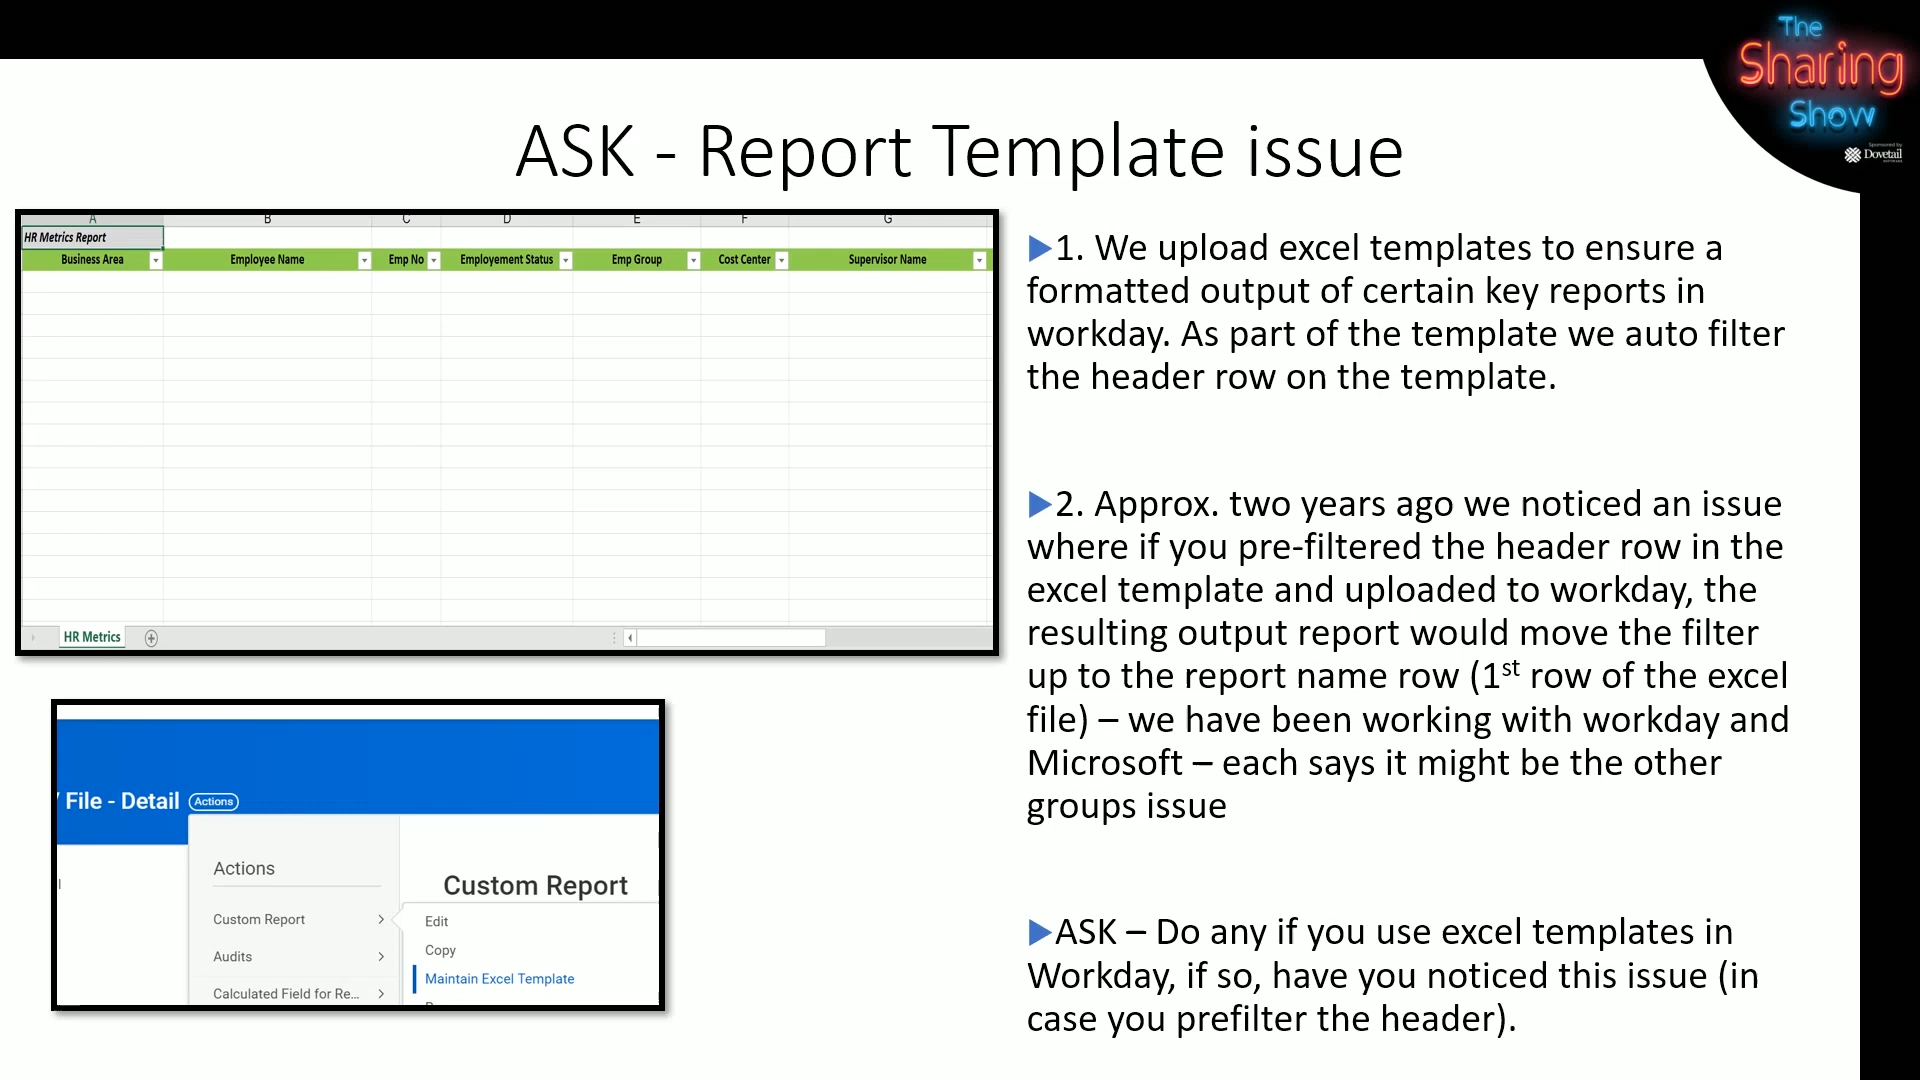 The
Sharing
Show
Sponsored by
Dovetail
SOFTWARE
ASK - Report Template issue
A B C D E F G
HR Metrics Report
Business Area Employee Name Emp No Employement Status Emp Group Cost Center Supervisor Name
HR Metrics
File - Detail Actions
Actions
Custom Report
Custom Report
Edit
Copy
Audits
Maintain Excel Template
Calculated Field for Re...
1. We upload excel templates to ensure a
formatted output of certain key reports in
workday. As part of the template we auto filter
the header row on the template.
2. Approx. two years ago we noticed an issue
where if you pre-filtered the header row in the
excel template and uploaded to workday, the
resulting output report would move the filter
up to the report name row (1st row of the excel
file) – we have been working with workday and
Microsoft – each says it might be the other
groups issue
ASK – Do any if you use excel templates in
Workday, if so, have you noticed this issue (in
case you prefilter the header).